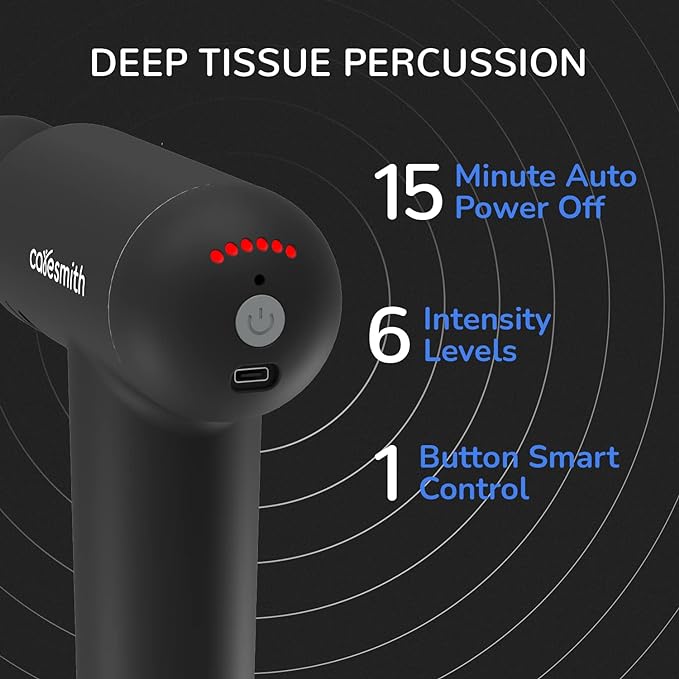 DEEP TISSUE PERCUSSION
15 Minute Auto
Power Off
caresmith
6 Intensity
Levels
1 Button Smart
Control